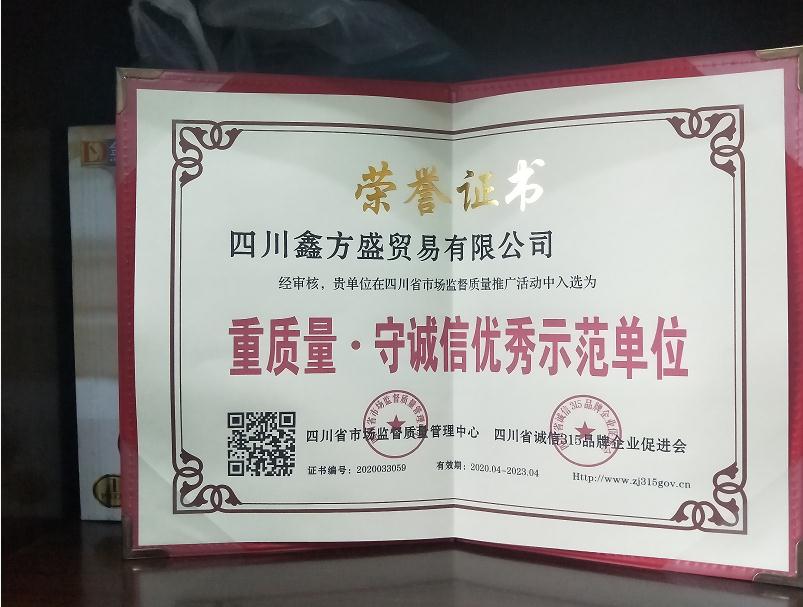 荣誉证书
四川鑫方盛贸易有限公司
经审核，贵单位在四川省市场监督质量推广活动中入选为
重质量·守诚信优秀示范单位
四川省市场监督质量管理中心 四川省诚信315品牌企业促进会
证书编号：2020033059 有效期：2020.04-2023.04
Http://www.zj315gov.cn